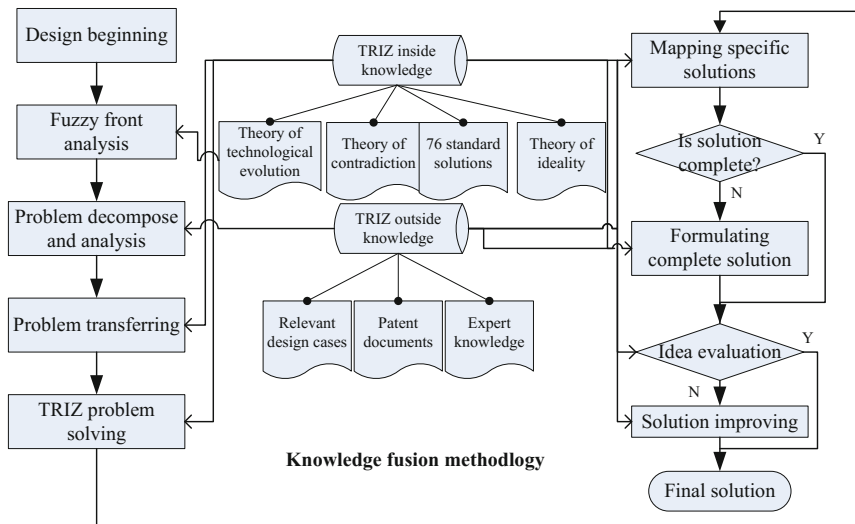 Design beginning
Fuzzy front
analysis
Problem decompose
and analysis
Problem transferring
TRIZ problem
solving
TRIZ inside
knowledge
Theory of
technological
evolution
Theory of
contradiction
76 standard
solutions
Theory of
ideality
TRIZ outside
knowledge
Relevant
design cases
Patent
documents
Expert
knowledge
Knowledge fusion methodlogy
Mapping specific
solutions
Is solution
complete?
Y
N
Formulating
complete solution
Idea evaluation
Y
N
Solution improving
Final solution